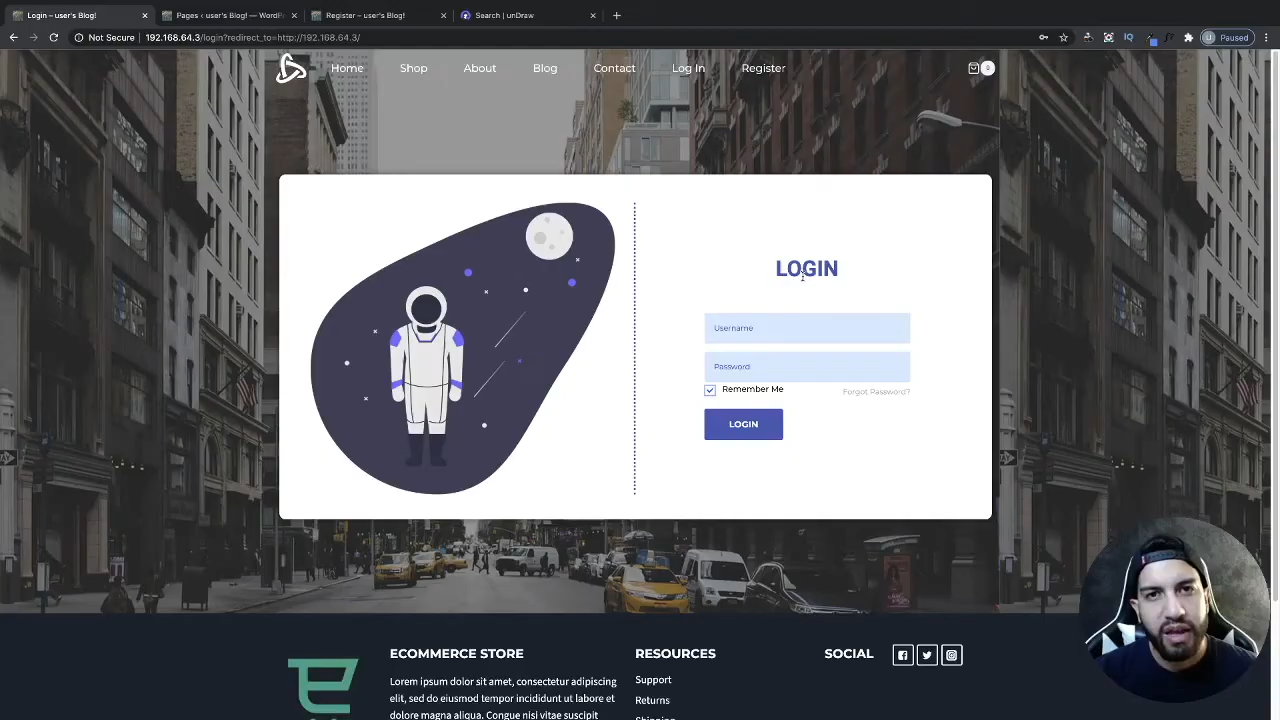 Login – user's Blog!
Pages ‹ user's Blog! — WordPr
Register – user's Blog!
Search | unDraw
Not Secure
192.168.64.3/login?redirect_to=http://192.168.64.3/
IQ
f?
U
Paused
Home
Shop
About
Blog
Contact
Log In
Register
0
LOGIN
Username
Password
Remember Me
Forgot Password?
LOGIN
ECOMMERCE STORE
Lorem ipsum dolor sit amet, consectetur adipiscing
elit, sed do eiusmod tempor incididunt ut labore et
dolore magna aliqua. Congue nisi vitae suscipit
RESOURCES
Support
Returns
Shipping
SOCIAL